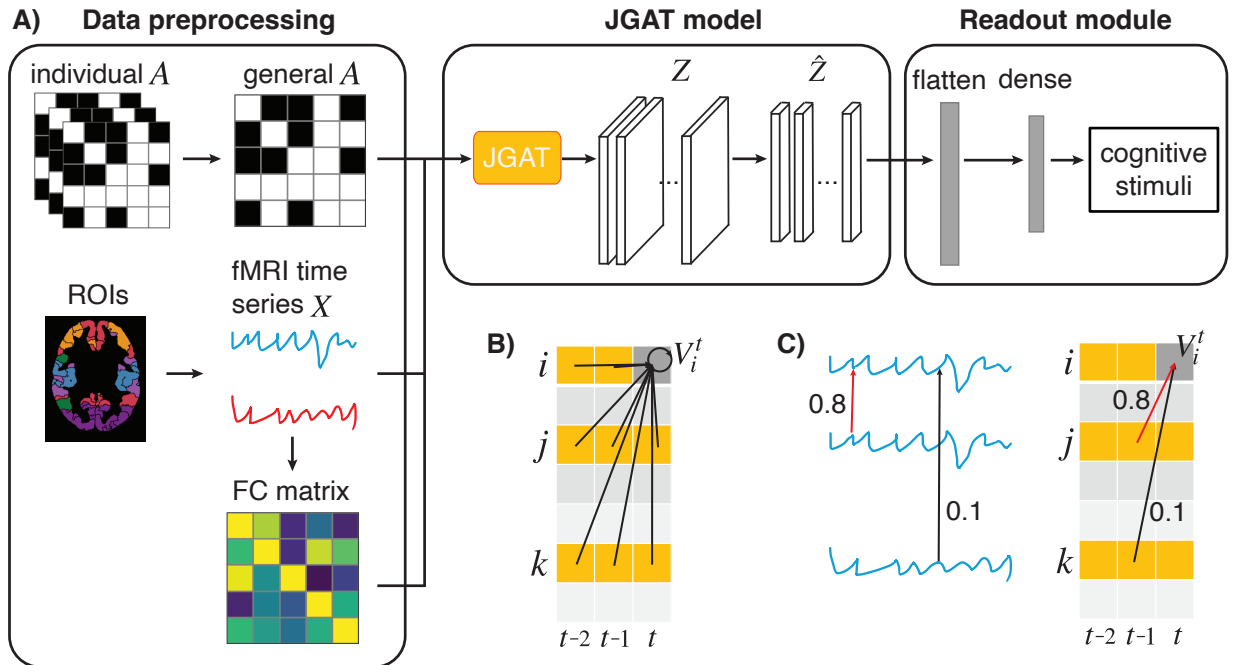 A)
Data preprocessing
JGAT model
Readout module
individual A
general A
Z
Ẑ
flatten
dense
JGAT
...
...
cognitive
stimuli
ROIs
fMRI time
series X
FC matrix
B)
i
V_i^t
j
k
t-2 t-1 t
C)
0.8
0.1
i
V_i^t
0.8
j
0.1
k
t-2 t-1 t